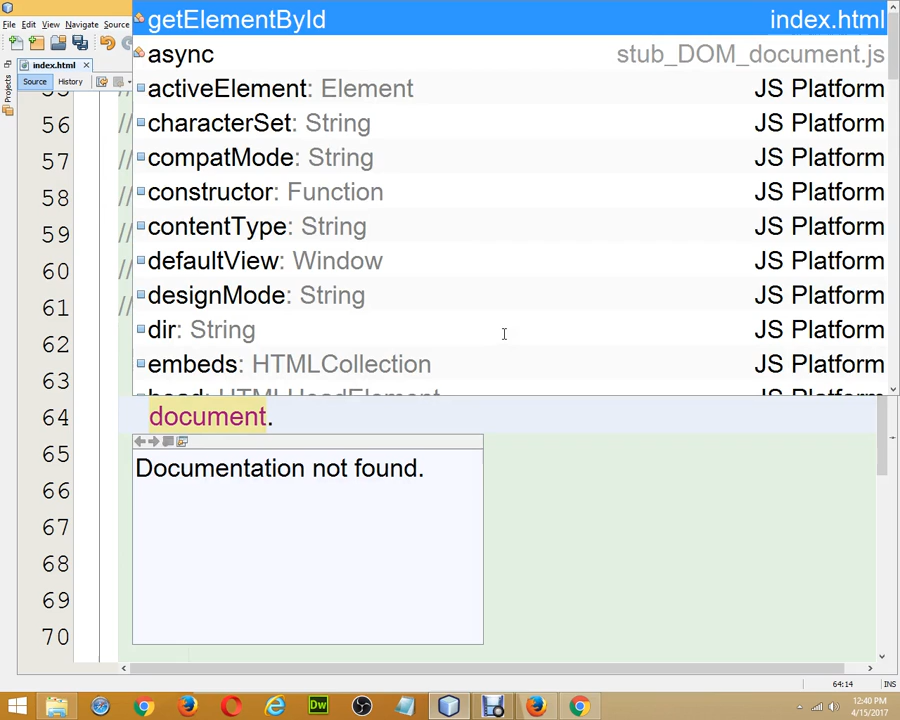 getElementById index.html
File Edit View Navigate Source
async stub_DOM_document.js
index.html
Source History
activeElement: Element JS Platform
Projects
56 // characterSet: String JS Platform
57 // compatMode: String JS Platform
58 // constructor: Function JS Platform
59 // contentType: String JS Platform
60 // defaultView: Window JS Platform
61 // designMode: String JS Platform
62 dir: String JS Platform
63 embeds: HTMLCollection JS Platform
64 document.
65
Documentation not found.
66
67
68
69
70
64:14 INS
Dw
12:40 PM
4/15/2017